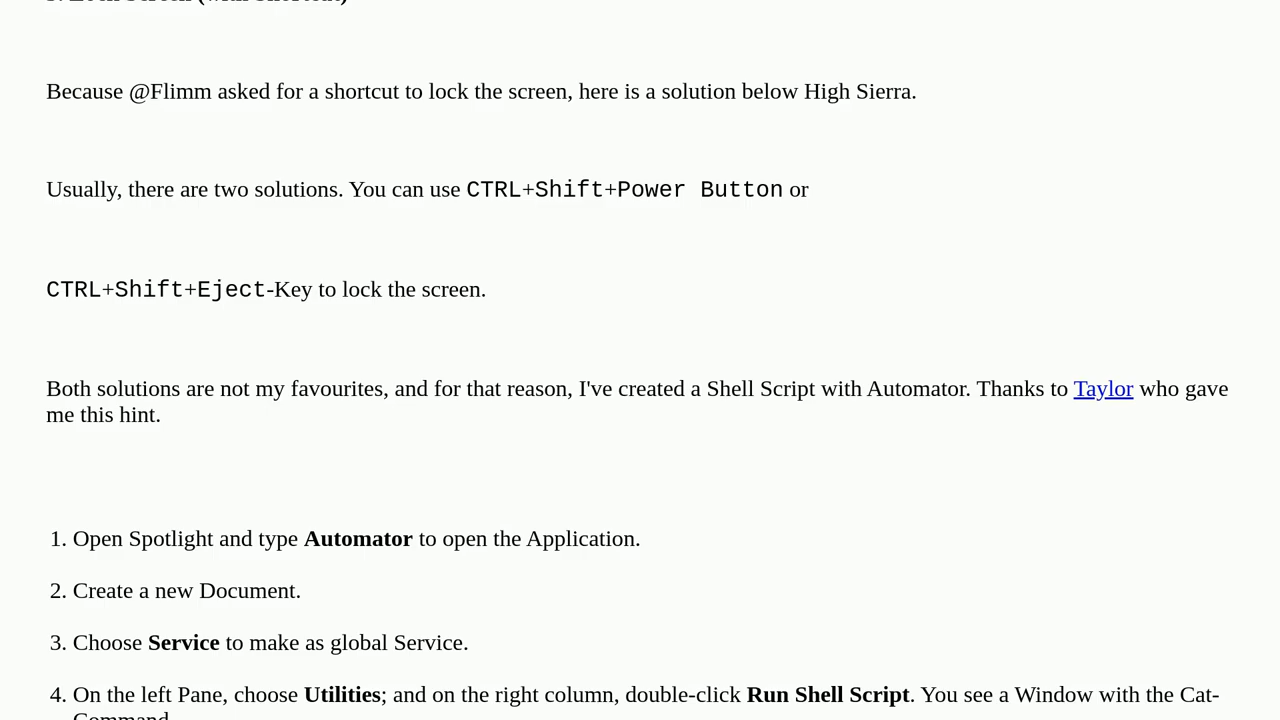 Because @Flimm asked for a shortcut to lock the screen, here is a solution below High Sierra.
Usually, there are two solutions. You can use CTRL+Shift+Power Button or
CTRL+Shift+Eject-Key to lock the screen.
Both solutions are not my favourites, and for that reason, I've created a Shell Script with Automator. Thanks to Taylor who gave
me this hint.
1. Open Spotlight and type Automator to open the Application.
2. Create a new Document.
3. Choose Service to make as global Service.
4. On the left Pane, choose Utilities; and on the right column, double-click Run Shell Script. You see a Window with the Cat-
Command